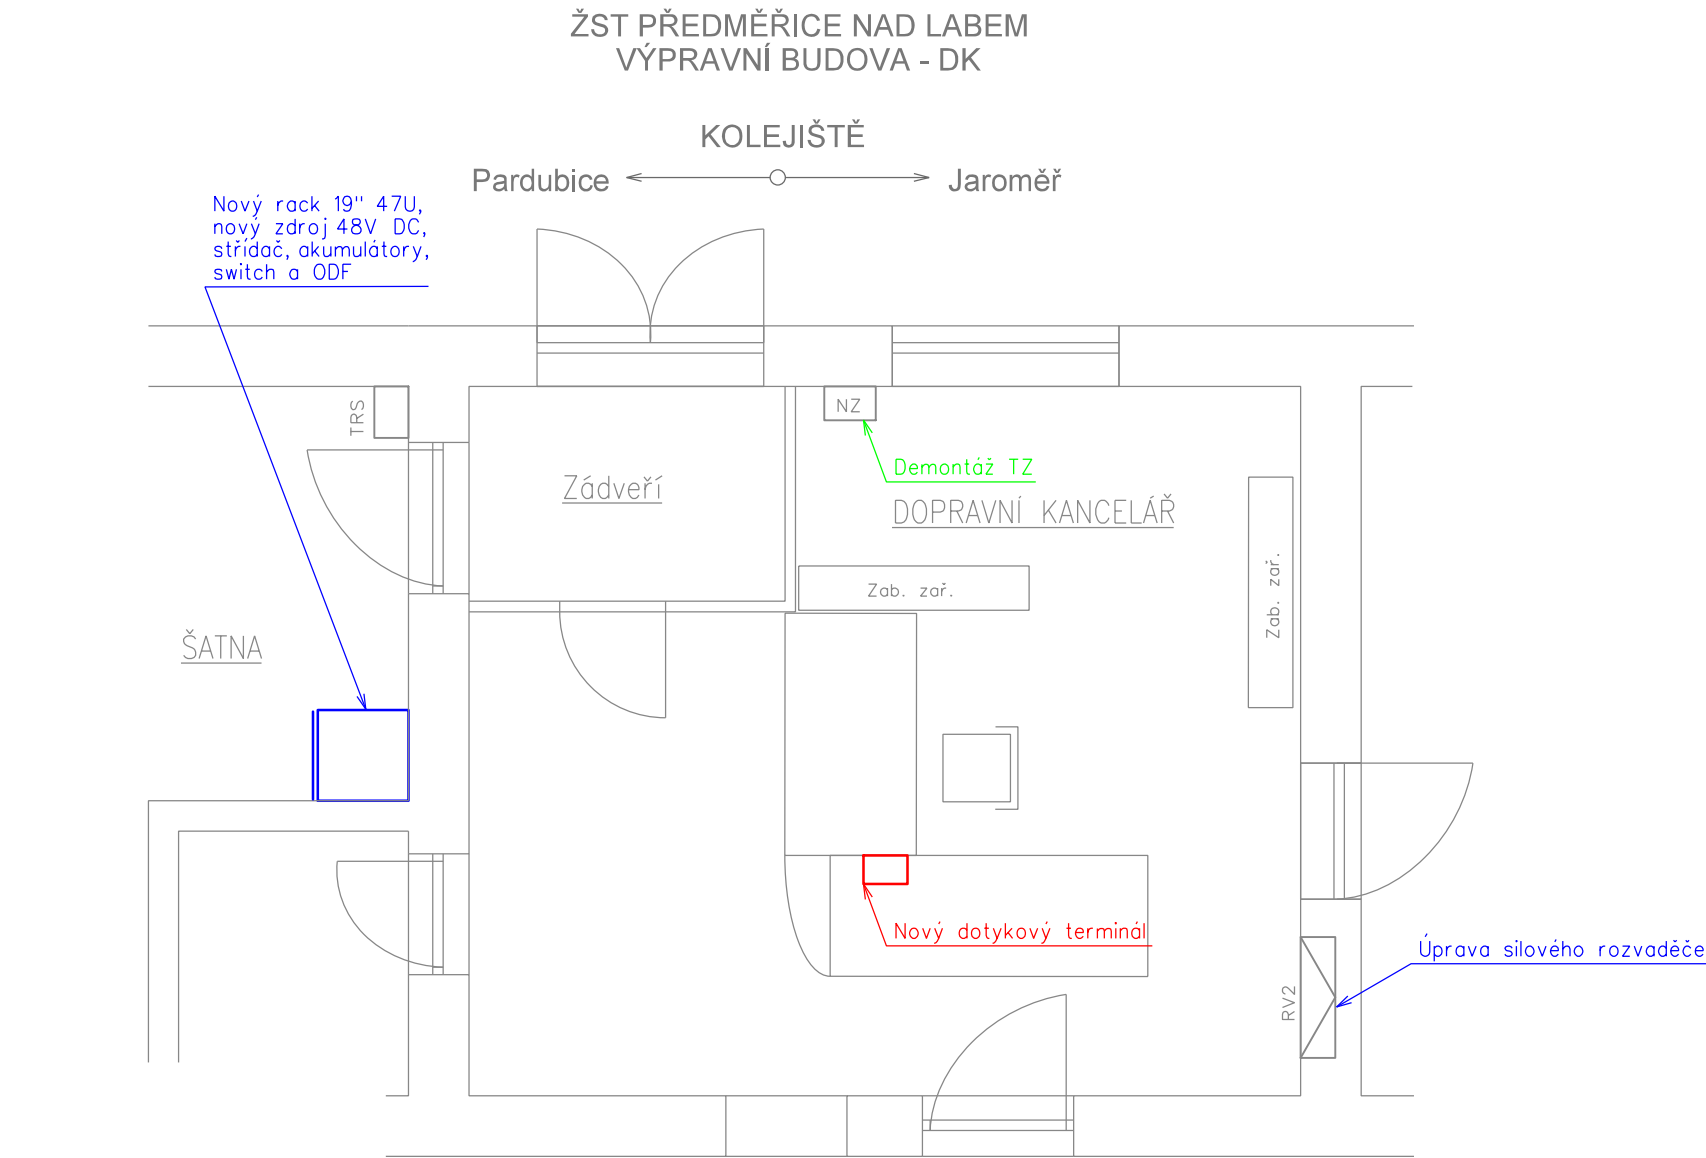 ŽST PŘEDMĚŘICE NAD LABEM
VÝPRAVNÍ BUDOVA - DK
KOLEJIŠTĚ
Pardubice
Jaroměř
Nový rack 19" 47U,
nový zdroj 48V DC,
střídač, akumulátory,
switch a ODF
TRS
NZ
Demontáž TZ
Zádveří
DOPRAVNÍ KANCELÁŘ
Zab. zař.
Zab. zař.
ŠATNA
Nový dotykový terminál
Úprava silového rozvaděče
RV2